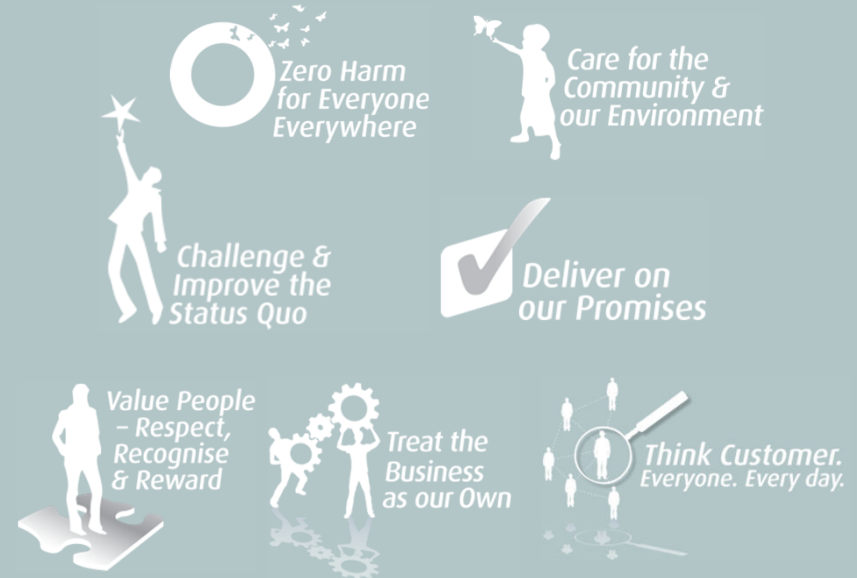 Zero Harm
for Everyone
Everywhere
Care for the
Community &
our Environment
Challenge &
Improve the
Status Quo
Deliver on
our Promises
Value People
– Respect,
Recognise
& Reward
Treat the
Business
as our Own
Think Customer.
Everyone. Every day.